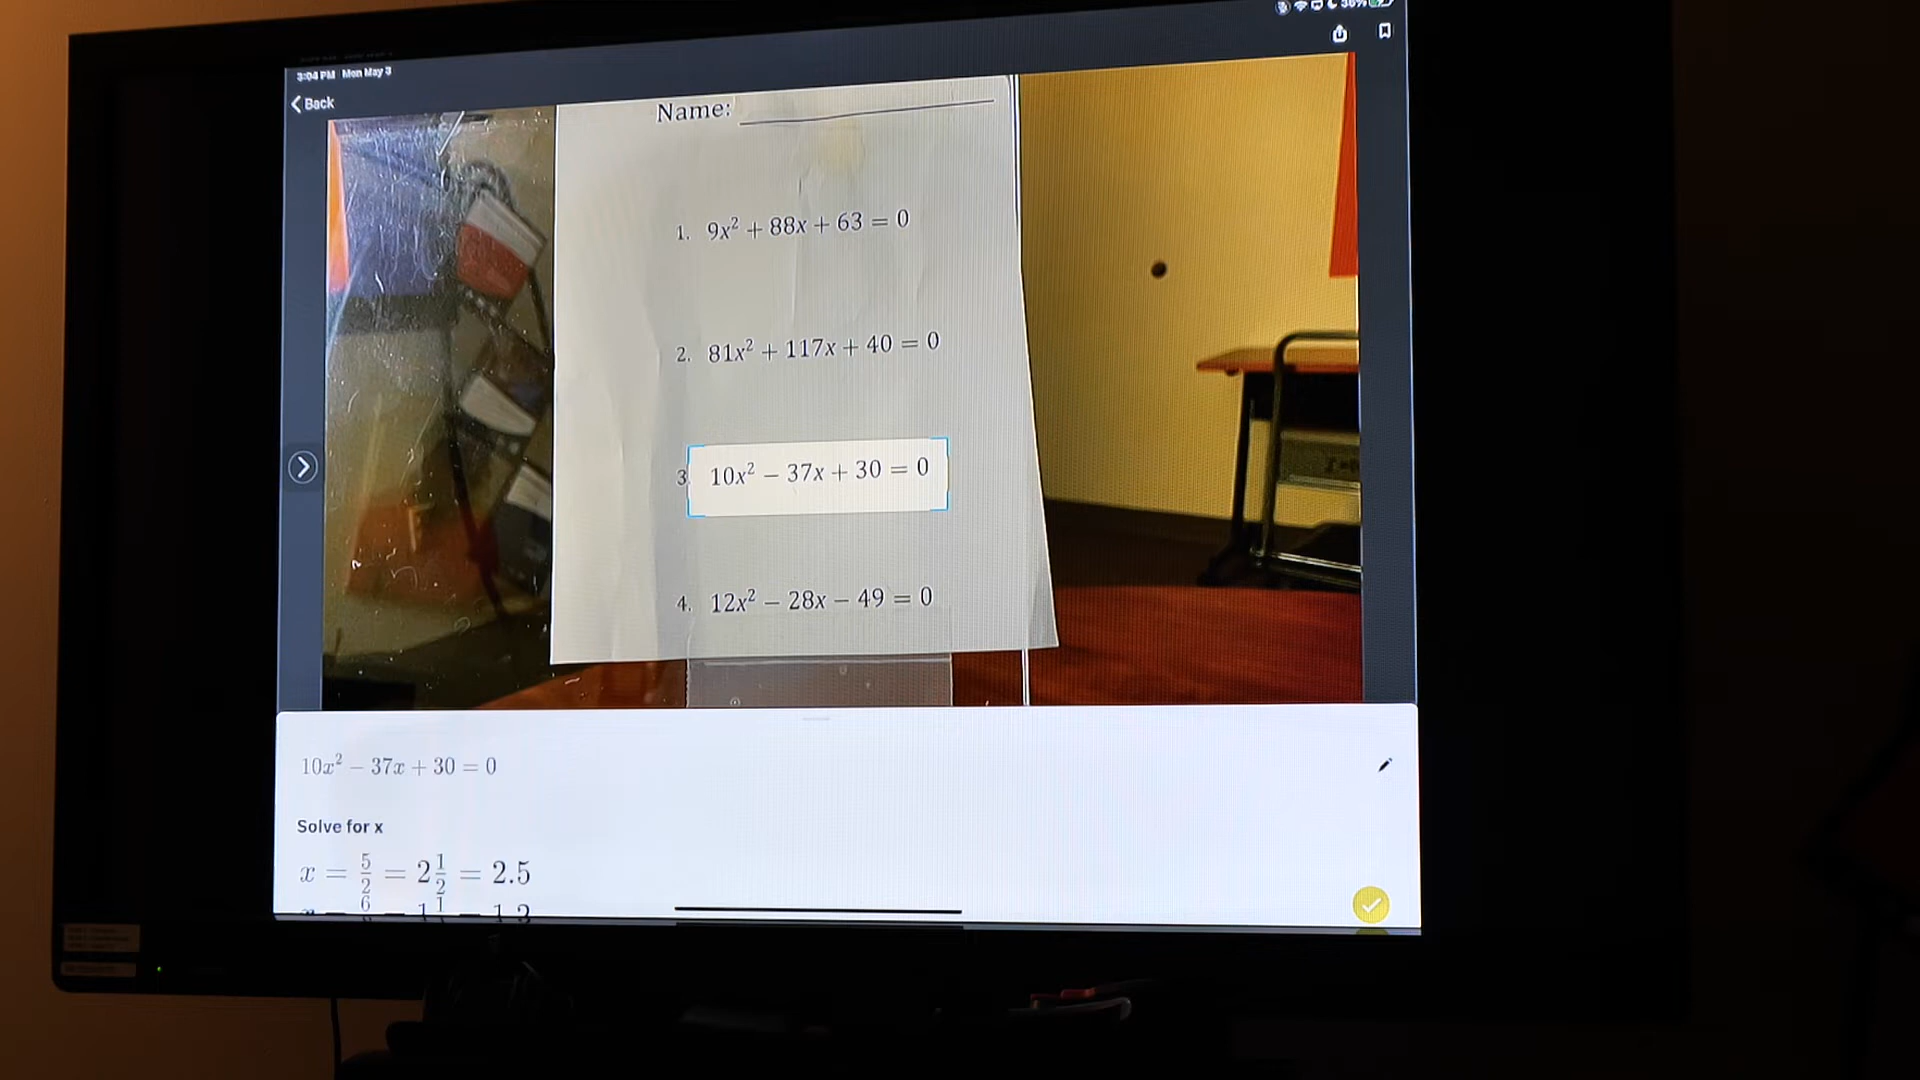 3:04 PM Mon May 3
36%
Back
Name:
1. 9x² + 88x + 63 = 0
2. 81x² + 117x + 40 = 0
3 10x² − 37x + 30 = 0
4. 12x² − 28x − 49 = 0
10x² − 37x + 30 = 0
Solve for x
x = 5/2 = 2 1/2 = 2.5